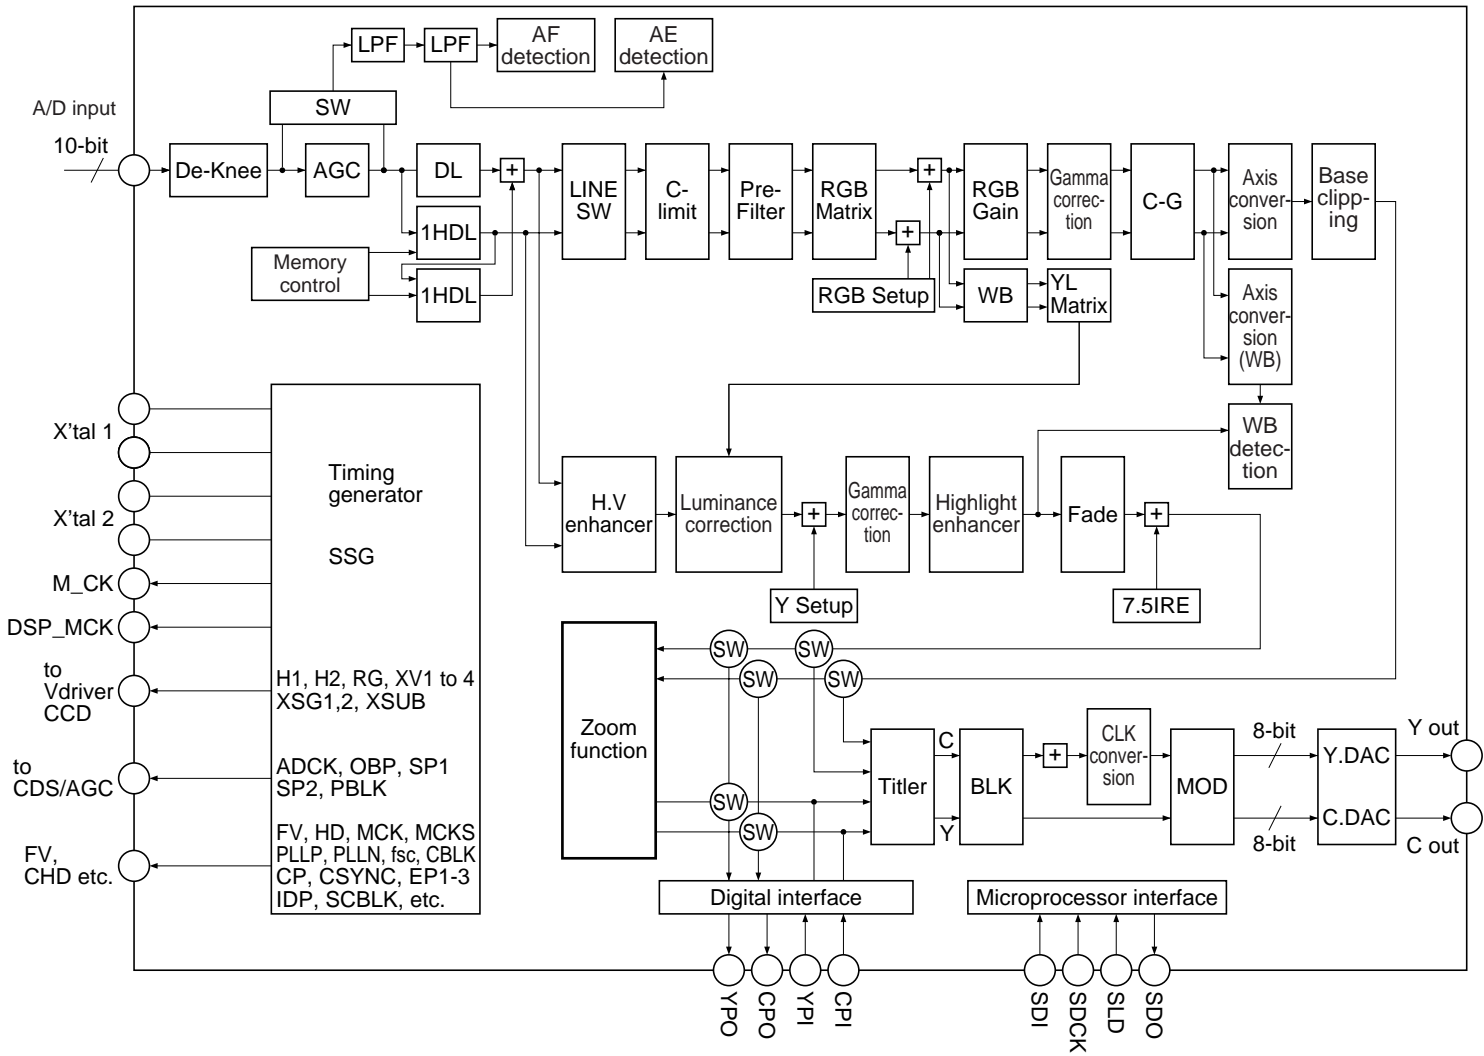 AF
detection
AE
detection
LPF
LPF
SW
A/D input
10-bit
De-Knee
AGC
DL
+
LINE
SW
C-
limit
Pre-
Filter
RGB
Matrix
+
RGB
Gain
Gamma
correc-
tion
C-G
Axis
conver-
sion
Base
clipp-
ing
1HDL
+
Memory
control
1HDL
RGB Setup
WB
YL
Matrix
Axis
conver-
sion
(WB)
WB
detec-
tion
X'tal 1
X'tal 2
M_CK
DSP_MCK
to
Vdriver
CCD
to
CDS/AGC
FV,
CHD etc.
Timing
generator
SSG
H1, H2, RG, XV1 to 4
XSG1,2, XSUB
ADCK, OBP, SP1
SP2, PBLK
FV, HD, MCK, MCKS
PLLP, PLLN, fsc, CBLK
CP, CSYNC, EP1-3
IDP, SCBLK, etc.
H.V
enhancer
Luminance
correction
+
Gamma
correc-
tion
Highlight
enhancer
Fade
+
Y Setup
7.5IRE
Zoom
function
SW
SW
SW
SW
SW
SW
Titler
C
Y
BLK
+
CLK
conver-
sion
MOD
8-bit
8-bit
Y.DAC
C.DAC
Y out
C out
Digital interface
Microprocessor interface
YPO
CPO
YPI
CPI
SDI
SDCK
SLD
SDO